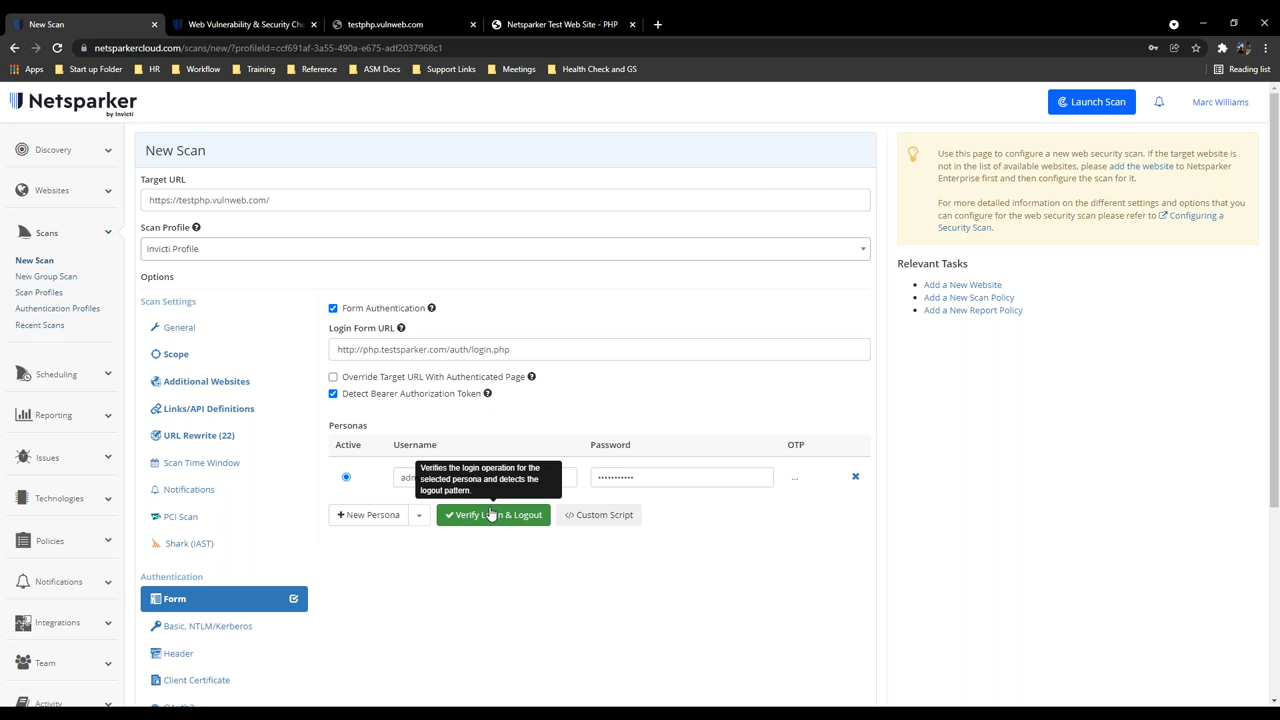 New Scan
Web Vulnerability & Security Che
testphp.vulnweb.com
Netsparker Test Web Site - PHP
netsparkercloud.com/scans/new/?profileId=ccf691af-3a55-490a-e675-adf2037968c1
Apps
Start up Folder
HR
Workflow
Training
Reference
ASM Docs
Support Links
Meetings
Health Check and GS
Reading list
Netsparker
by Invicti
Launch Scan
Marc Williams
Discovery
Websites
Scans
New Scan
New Group Scan
Scan Profiles
Authentication Profiles
Recent Scans
Scheduling
Reporting
Issues
Technologies
Policies
Notifications
Integrations
Team
Activity
New Scan
Target URL
https://testphp.vulnweb.com/
Scan Profile
Invicti Profile
Options
Scan Settings
General
Scope
Additional Websites
Links/API Definitions
URL Rewrite (22)
Scan Time Window
Notifications
PCI Scan
Shark (IAST)
Authentication
Form
Basic, NTLM/Kerberos
Header
Client Certificate
Form Authentication
Login Form URL
http://php.testsparker.com/auth/login.php
Override Target URL With Authenticated Page
Detect Bearer Authorization Token
Personas
Active Username Password OTP
adm
•••••••••••
...
Verifies the login operation for the
selected persona and detects the
logout pattern.
+ New Persona
Verify Login & Logout
</> Custom Script
Use this page to configure a new web security scan. If the target website is
not in the list of available websites, please add the website to Netsparker
Enterprise first and then configure the scan for it.
For more detailed information on the different settings and options that you
can configure for the web security scan please refer to Configuring a
Security Scan.
Relevant Tasks
Add a New Website
Add a New Scan Policy
Add a New Report Policy